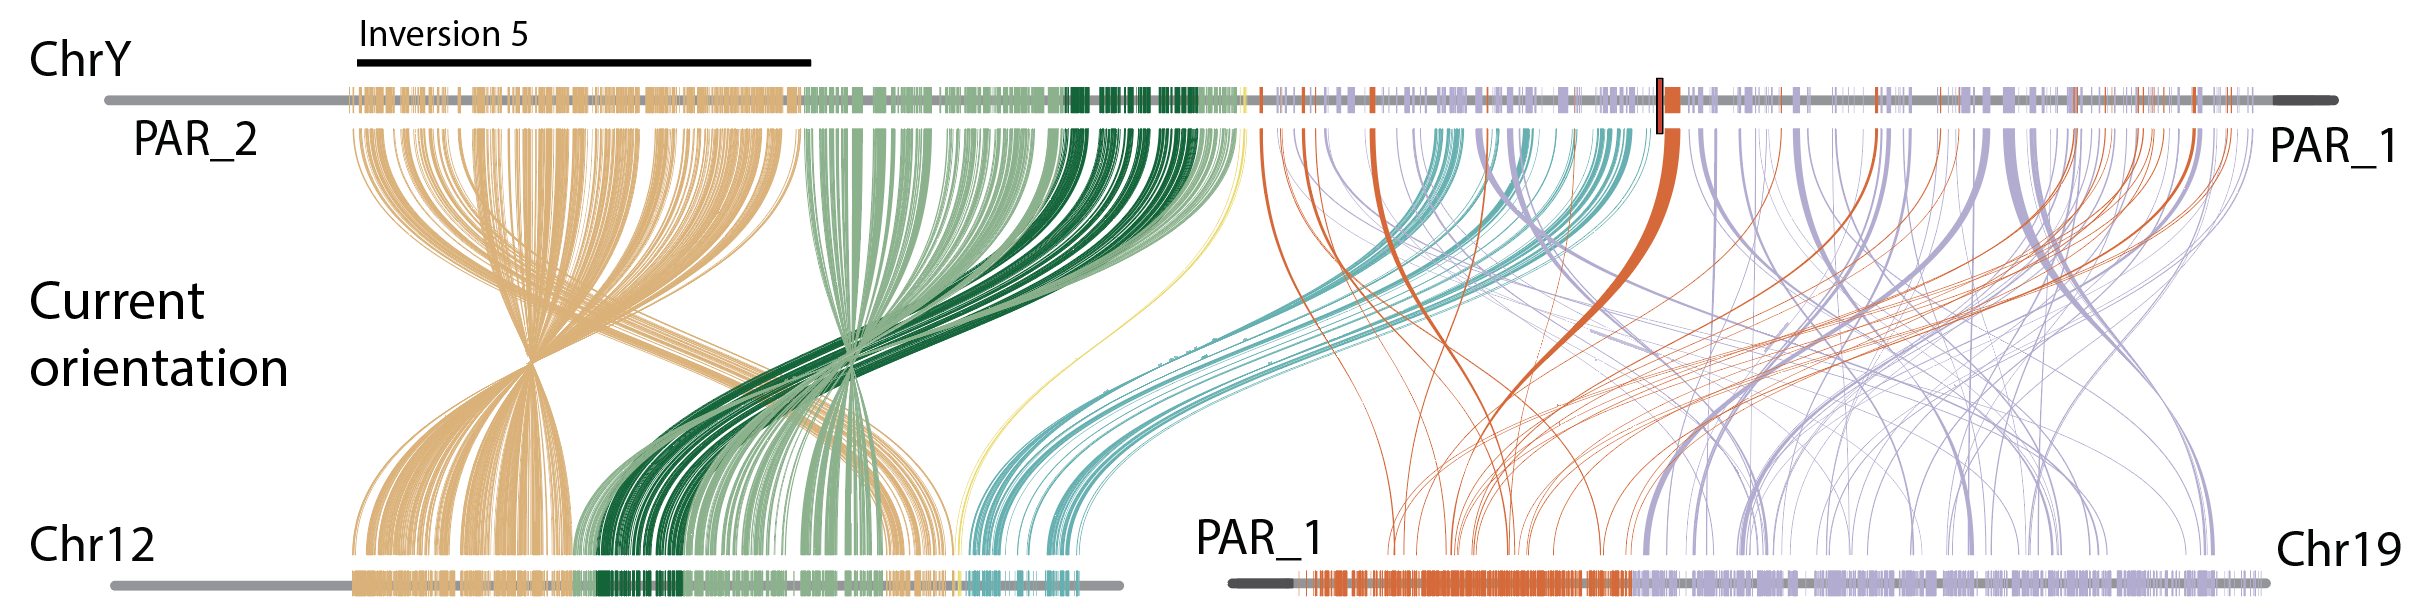 Inversion 5
ChrY
PAR_2
PAR_1
Current
orientation
PAR_1
Chr12
Chr19